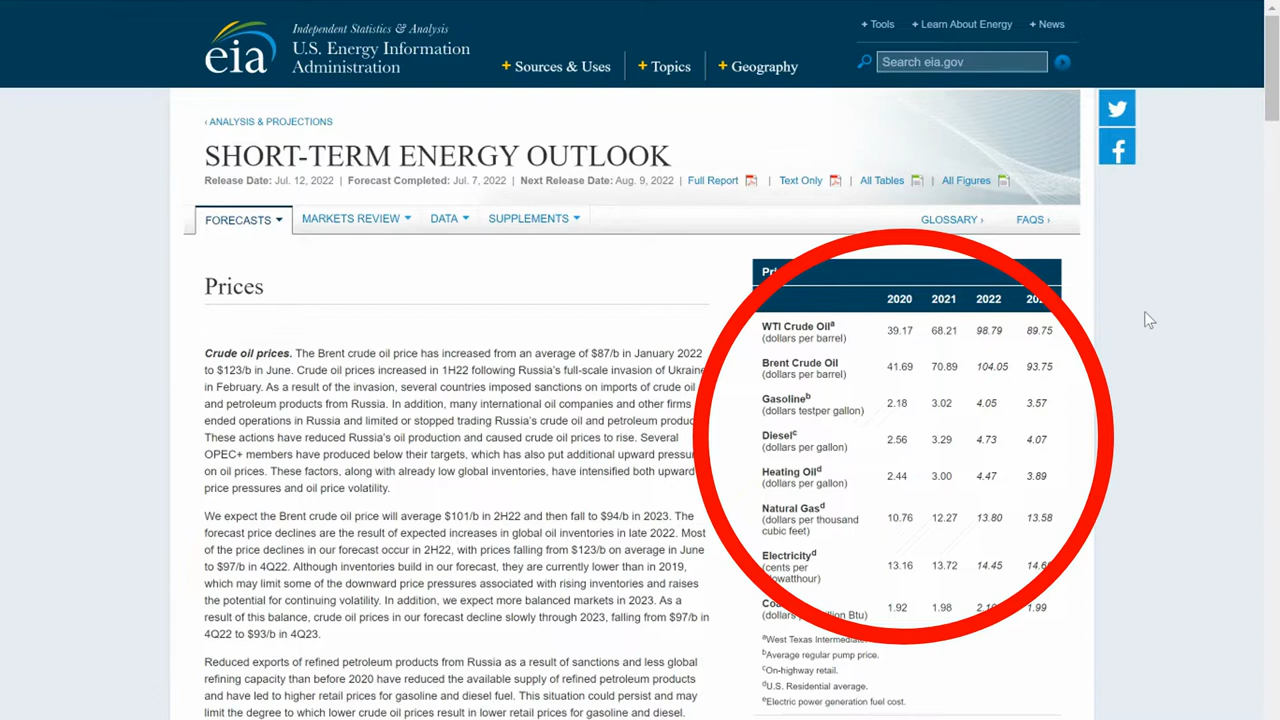 Independent Statistics & Analysis
eia
U.S. Energy Information
Administration
+ Sources & Uses
+ Topics
+ Geography
+ Tools
+ Learn About Energy
+ News
Search eia.gov
‹ ANALYSIS & PROJECTIONS
SHORT-TERM ENERGY OUTLOOK
Release Date: Jul. 12, 2022 | Forecast Completed: Jul. 7, 2022 | Next Release Date: Aug. 9, 2022 | Full Report | Text Only | All Tables | All Figures
FORECASTS
MARKETS REVIEW
DATA
SUPPLEMENTS
GLOSSARY ›
FAQS ›
Prices
Crude oil prices. The Brent crude oil price has increased from an average of $87/b in January 2022
to $123/b in June. Crude oil prices increased in 1H22 following Russia's full-scale invasion of Ukraine
in February. As a result of the invasion, several countries imposed sanctions on imports of crude oil
and petroleum products from Russia. In addition, many international oil companies and other firms
ended operations in Russia and limited or stopped trading Russia's crude oil and petroleum
These actions have reduced Russia's oil production and caused crude oil prices to rise. Several
OPEC+ members have produced below their targets, which has also put additional upward
on oil prices. These factors, along with already low global inventories, have intensified both upward
price pressures and oil price volatility.
We expect the Brent crude oil price will average $101/b in 2H22 and then fall to $94/b in 2023. The
forecast price declines are the result of expected increases in global oil inventories in late 2022. Most
of the price declines in our forecast occur in 2H22, with prices falling from $123/b on average in June
to $97/b in 4Q22. Although inventories build in our forecast, they are currently lower than in 2019,
which may limit some of the downward price pressures associated with rising inventories and raises
the potential for continuing volatility. In addition, we expect more balanced markets in 2023. As a
result of this balance, crude oil prices in our forecast decline slowly through 2023, falling from $97/b in
4Q22 to $93/b in 4Q23.
Reduced exports of refined petroleum products from Russia as a result of sanctions and less global
refining capacity than before 2020 have reduced the available supply of refined petroleum products
and have led to higher retail prices for gasoline and diesel fuel. This situation could persist and may
limit the degree to which lower crude oil prices result in lower retail prices for gasoline and diesel.
2020 2021 2022
WTI Crude Oilᵃ
(dollars per barrel)
39.17 68.21 98.79 89.75
Brent Crude Oil
(dollars per barrel)
41.69 70.89 104.05 93.75
Gasolineᵇ
(dollars testper gallon)
2.18 3.02 4.05 3.57
Dieselᶜ
(dollars per gallon)
2.56 3.29 4.73 4.07
Heating Oilᵈ
(dollars per gallon)
2.44 3.00 4.47 3.89
Natural Gasᵈ
(dollars per thousand
cubic feet)
10.76 12.27 13.80 13.58
Electricityᵈ
(cents per
13.16 13.72 14.45
1.92 1.98 1.99
(dollars Btu)
ᵃWest Texas Intermediate.
ᵇAverage regular pump price.
ᶜOn-highway retail.
ᵈU.S. Residential average.
ᵉElectric power generation fuel cost.